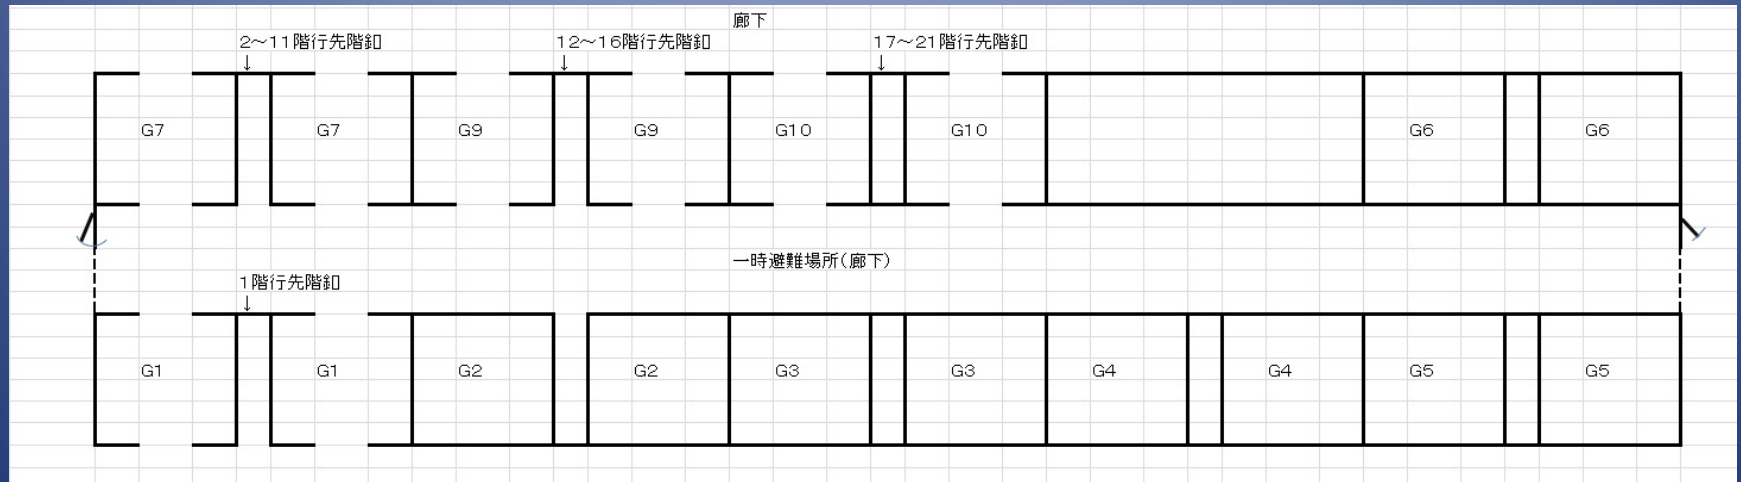 廊下
2～11階行先階釦
12～16階行先階釦
17～21階行先階釦
↓
↓
↓
G7
G7
G9
G9
G10
G10
G6
G6
一時避難場所（廊下）
1階行先階釦
↓
G1
G1
G2
G2
G3
G3
G4
G4
G5
G5